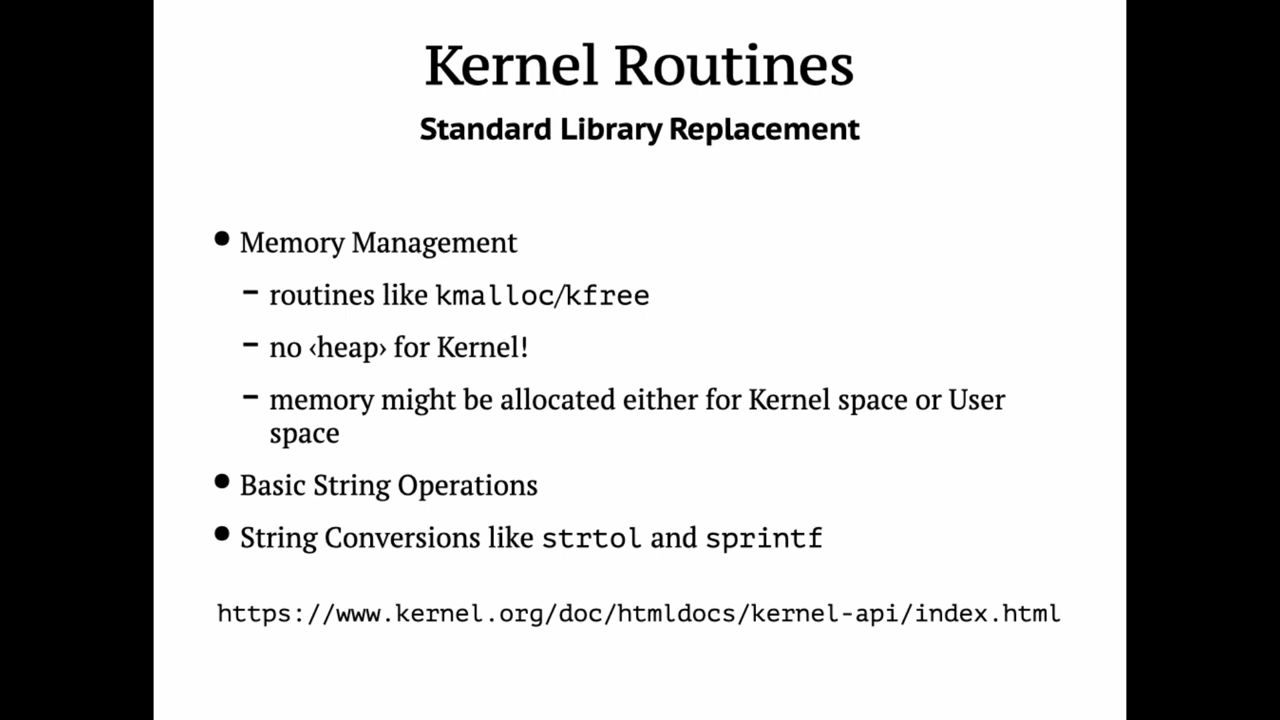 Kernel Routines
Standard Library Replacement
• Memory Management
– routines like kmalloc/kfree
– no ‹heap› for Kernel!
– memory might be allocated either for Kernel space or User
space
• Basic String Operations
• String Conversions like strtol and sprintf
https://www.kernel.org/doc/htmldocs/kernel-api/index.html